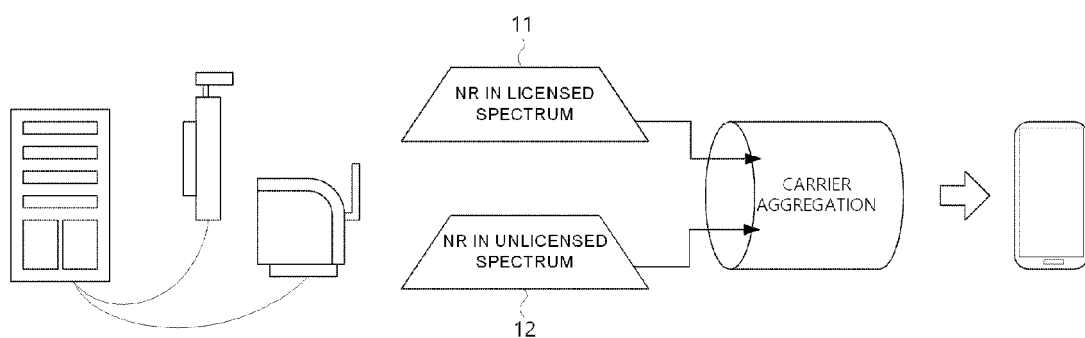 11
NR IN LICENSED
SPECTRUM
CARRIER
AGGREGATION
NR IN UNLICENSED
SPECTRUM
12